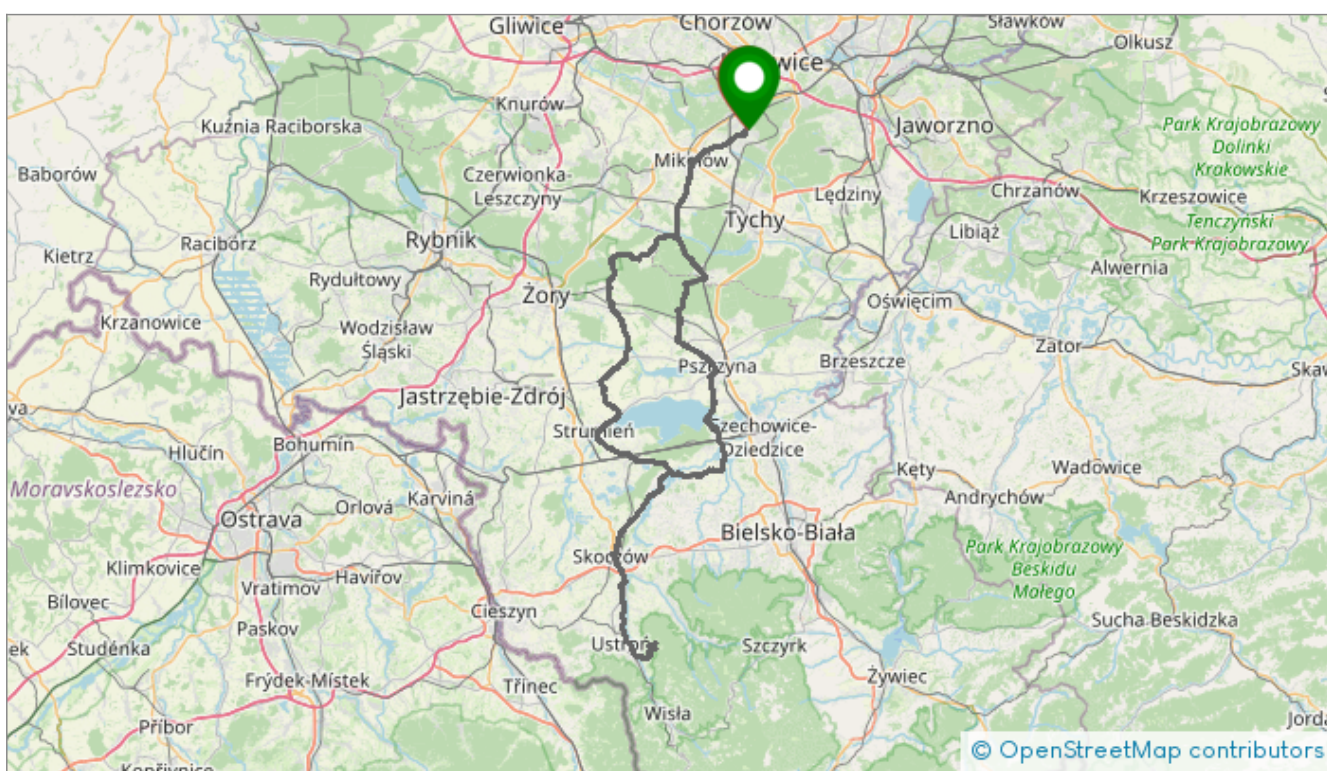 Gliwice
Chorzów
Sławków
Olkusz
Knurów
Jaworzno
Kuźnia Raciborska
Park Krajobrazowy
Dolinki
Krakowskie
Baborów
Mikołów
Czerwionka-
Leszczyny
Lędziny
Chrzanów
Krzeszowice
Tychy
Tenczyński
Park Krajobrazowy
Racibórz
Rybnik
Libiąż
Kietrz
Alwernia
Rydułtowy
Żory
Oświęcim
Krzanowice
Wodzisław
Śląski
Zator
Pszczyna
Brzeszcze
Jastrzębie-Zdrój
Strumień
Czechowice-
Dziedzice
Bohumín
Hlučín
Kęty
Wadowice
Moravskoslezsko
Karviná
Andrychów
Orlová
Ostrava
Bielsko-Biała
Park Krajobrazowy
Beskidu
Małego
Skoczów
Klimkovice
Havířov
Vratimov
Bílovec
Cieszyn
Sucha Beskidzka
Paskov
Studénka
Ustroń
Szczyrk
Frýdek-Místek
Třinec
Żywiec
Wisła
Příbor
© OpenStreetMap contributors